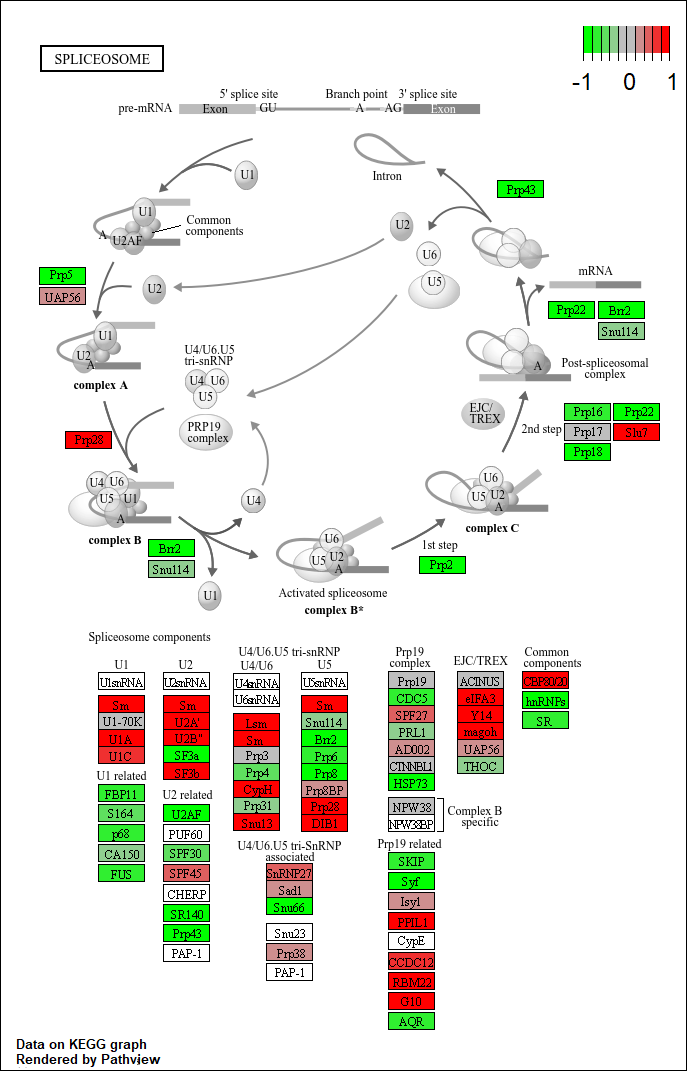 SPLICEOSOME
-1 0 1
5' splice site Branch point 3' splice site
pre-mRNA Exon GU A AG Exon
U1
Intron
Prp43
U1
Common
components
A
U2AF
U2
U6
U5
mRNA
Prp5
UAP56
U2
Prp22 Brr2
Snu114
U1
U2
A
complex A
U4/U6.U5
tri-snRNP
U4 U6
U5
A
Post-spliceosomal
complex
Prp28
PRP19
complex
EJC/
TREX
2nd step
Prp16 Prp22
Prp17 Slu7
Prp18
U4 U6
U5 U1
A
complex B
U4
U6
U5 U2
A
complex C
Brr2
Snu114
U1
U6
U5 U2
A
1st step
Prp2
Activated spliceosome
complex B*
Spliceosome components
U1
U1snRNA
Sm
U1-70K
U1A
U1C
U1 related
FBP11
S164
p68
CA150
FUS
U2
U2snRNA
Sm
U2A'
U2B"
SF3a
SF3b
U2 related
U2AF
PUF60
SPF30
SPF45
CHERP
SR140
Prp43
PAP-1
U4/U6.U5 tri-snRNP
U4/U6
U4snRNA
U6snRNA
Lsm
Sm
Prp3
Prp4
CypH
Prp31
Snu13
U5
U5snRNA
Sm
Snu114
Brr2
Prp6
Prp8
Prp8BP
Prp28
DIB1
U4/U6.U5 tri-SnRNP
associated
SnRNP27
Sad1
Snu66
Snu23
Prp38
PAP-1
Prp19
complex
Prp19
CDC5
SPF27
PRL1
AD002
CTNNBL1
HSP73
NPW38
NPW38BP
Complex B
specific
Prp19 related
SKIP
Syf
Isy1
PPIL1
CypE
CCDC12
RBM22
G10
AQR
EJC/TREX
ACINUS
eIFA3
Y14
magoh
UAP56
THOC
Common
components
CBP80/20
hnRNPs
SR
Data on KEGG graph
Rendered by Pathview